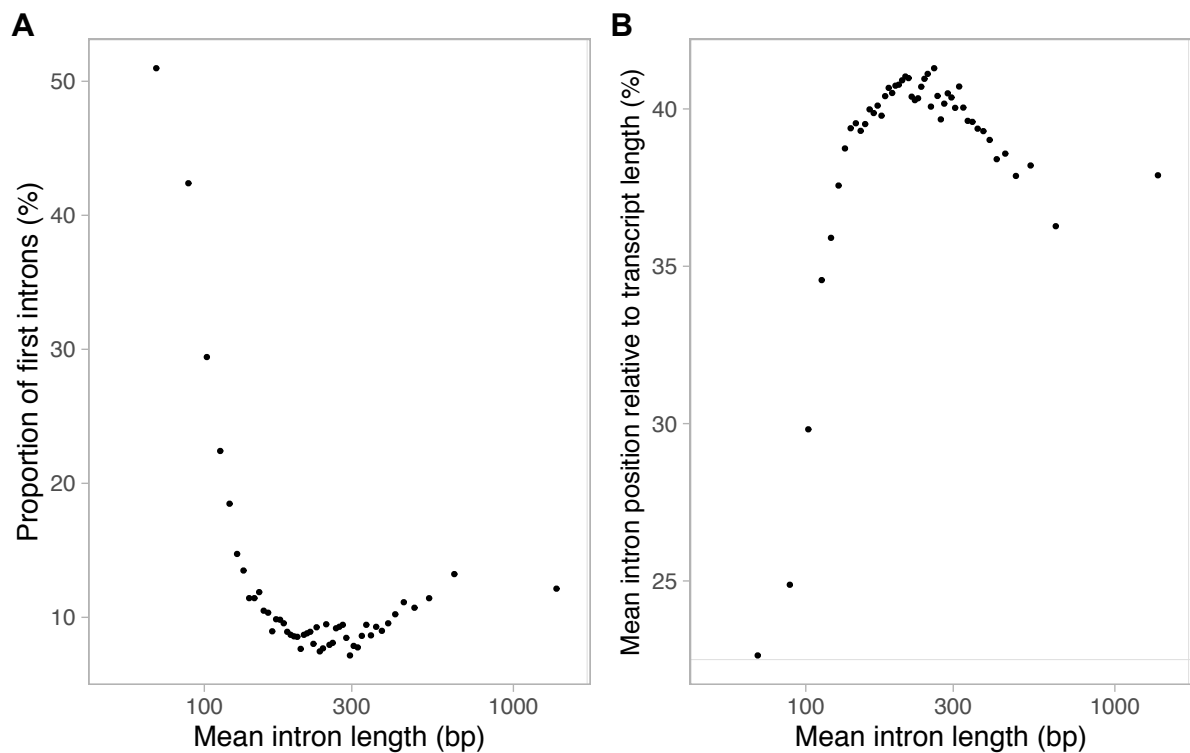 A
Proportion of first introns (%)
50
40
30
20
10
100
300
1000
Mean intron length (bp)
B
Mean intron position relative to transcript length (%)
40
35
30
25
100
300
1000
Mean intron length (bp)